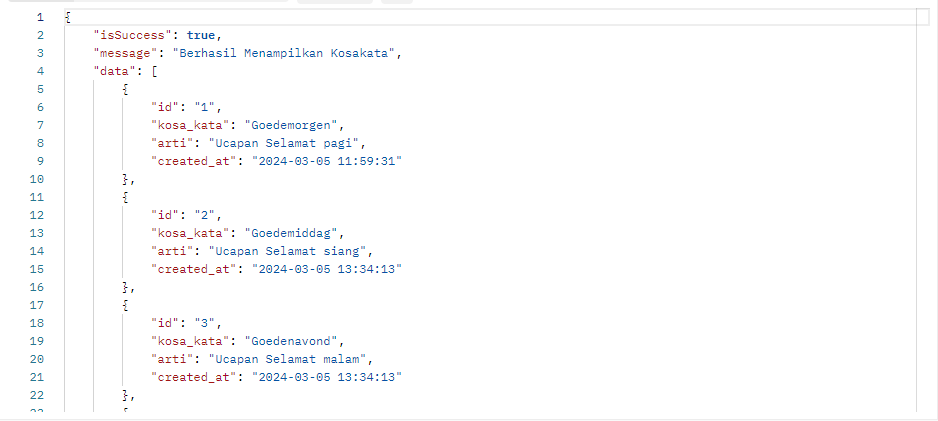 1 {
2 "isSuccess": true,
3 "message": "Berhasil Menampilkan Kosakata",
4 "data": [
5 {
6 "id": "1",
7 "kosa_kata": "Goedemorgen",
8 "arti": "Ucapan Selamat pagi",
9 "created_at": "2024-03-05 11:59:31"
10 },
11 {
12 "id": "2",
13 "kosa_kata": "Goedemiddag",
14 "arti": "Ucapan Selamat siang",
15 "created_at": "2024-03-05 13:34:13"
16 },
17 {
18 "id": "3",
19 "kosa_kata": "Goedenavond",
20 "arti": "Ucapan Selamat malam",
21 "created_at": "2024-03-05 13:34:13"
22 },